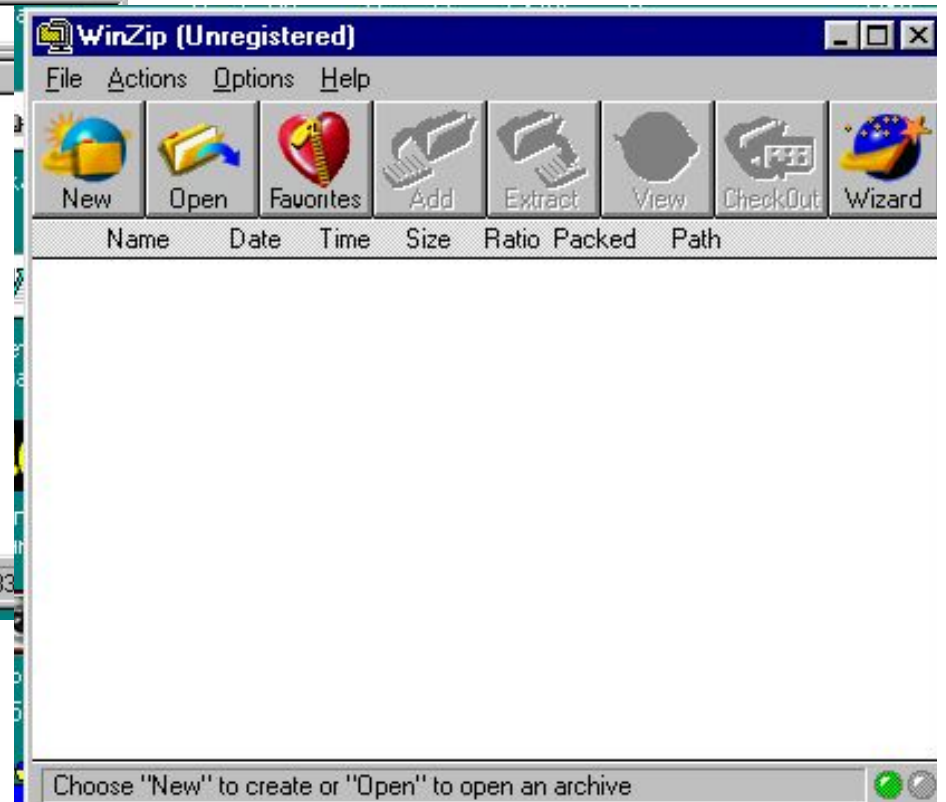 WinZip (Unregistered)
File Actions Options Help
New Open Favorites Add Extract View CheckOut Wizard
Name Date Time Size Ratio Packed Path
Choose "New" to create or "Open" to open an archive